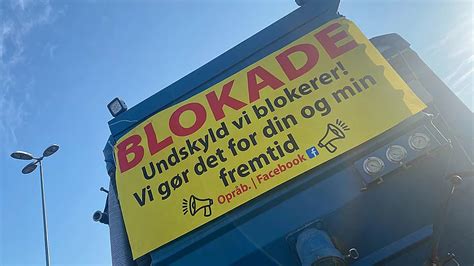 BLOKADE
Undskyld vi blokerer!
Vi gør det for din og min
fremtid
Opråb. | Facebook f